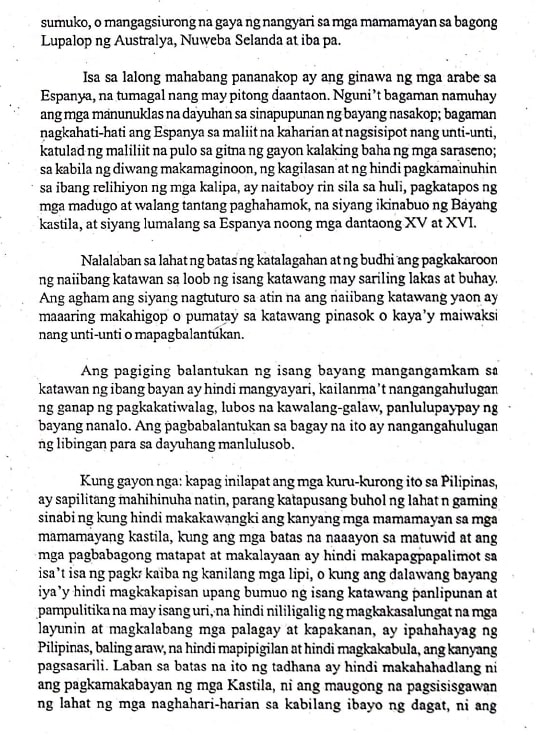 sumuko, o mangagsiurong na gaya ng nangyari sa mga mamamayan sa bagong
Lupalop ng Australya, Nuweba Selanda at iba pa.
Isa sa lalong mahabang pananakop ay ang ginawa ng mga arabe sa
Espanya, na tumagal nang may pitong daantaon. Nguni't bagaman namuhay
ang mga manunuklas na dayuhan sa sinapupunan ng bayang nasakop; bagaman
nagkahati-hati ang Espanya sa maliit na kaharian at nagsisipot nang unti-unti,
katulad ng maliliit na pulo sa gitna ng gayon kalaking baha ng mga saraseno;
sa kabila ng diwang makamaginoon, ng kagilasan at ng hindi pagkamainuhin
sa ibang relihiyon ng mga kalipa, ay naitaboy rin sila sa huli, pagkatapos ng
mga madugo at walang tantang paghahamok, na siyang ikinabuo ng Bayang
kastila, at siyang lumalang sa Espanya noong mga dantaong XV at XVI.
Nalalaban sa lahat ng batas ng katalagahan at ng budhi ang pagkakaroon
ng naiibang katawan sa loob ng isang katawang may sariling lakas at buhay.
Ang agham ang siyang nagtuturo sa atin na ang naiibang katawang yaon ay
maaaring makahigop o pumatay sa katawang pinasok o kaya'y maiwaksi
nang unti-unti o mapagbalantukan.
Ang pagiging balantukan ng isang bayang mangangamkam sa
katawan ng ibang bayan ay hindi mangyayari, kailanma't nangangahulugan
ng ganap ng pagkakatiwalag, lubos na kawalang-galaw, panlulupaypay ng
bayang nanalo. Ang pagbabalantukan sa bagay na ito ay nangangahulugan
ng libingan para sa dayuhang manlulusob.
Kung gayon nga: kapag inilapat ang mga kuru-kurong ito sa Pilipinas,
ay sapilitang mahihinuha natin, parang katapusang buhol ng lahat n gaming
sinabi ng kung hindi makakawangki ang kanyang mga mamamayan sa mga
mamamayang kastila, kung ang mga batas na naaayon sa matuwid at ang
mga pagbabagong matapat at makalayaan ay hindi makapagpapalimot sa
isa't isa ng pagka kaiba ng kanilang mga lipi, o kung ang dalawang bayang
iya'y hindi magkakapisan upang bumuo ng isang katawang panlipunan at
pampulitika na may isang uri, na hindi nililigalig ng magkakasalungat na mga
layunin at magkalabang mga palagay at kapakanan, ay ipahahayag ng
Pilipinas, baling araw, na hindi mapipigilan at hindi magkakabula, ang kanyang
pagsasarili. Laban sa batas na ito ng tadhana ay hindi makahahadlang ni
ang pagkamakabayan ng mga Kastila, ni ang maugong na pagsisisgawan
ng lahat ng mga naghahari-harian sa kabilang ibayo ng dagat, ni ang